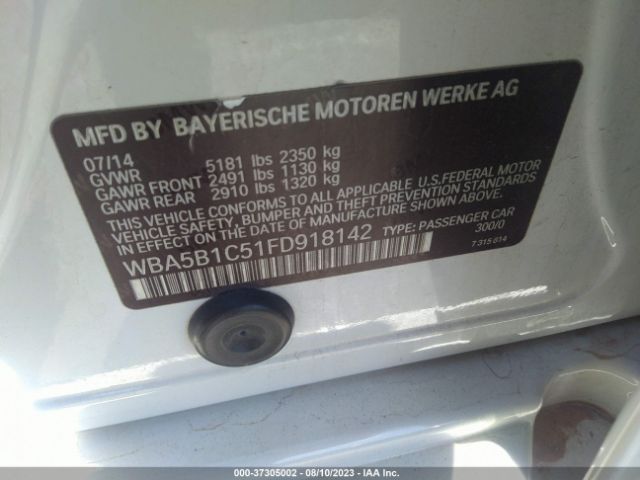 MFD BY BAYERISCHE MOTOREN WERKE AG
07/14
GVWR 5181 lbs 2350 kg
GAWR FRONT 2491 lbs 1130 kg
GAWR REAR 2910 lbs 1320 kg
THIS VEHICLE CONFORMS TO ALL APPLICABLE U.S.FEDERAL MOTOR
VEHICLE SAFETY, BUMPER AND THEFT PREVENTION STANDARDS
IN EFFECT ON THE DATE OF MANUFACTURE SHOWN ABOVE.
WBA5B1C51FD918142 TYPE: PASSENGER CAR
300/0
7 315 814
000-37305002 - 08/10/2023 - IAA Inc.